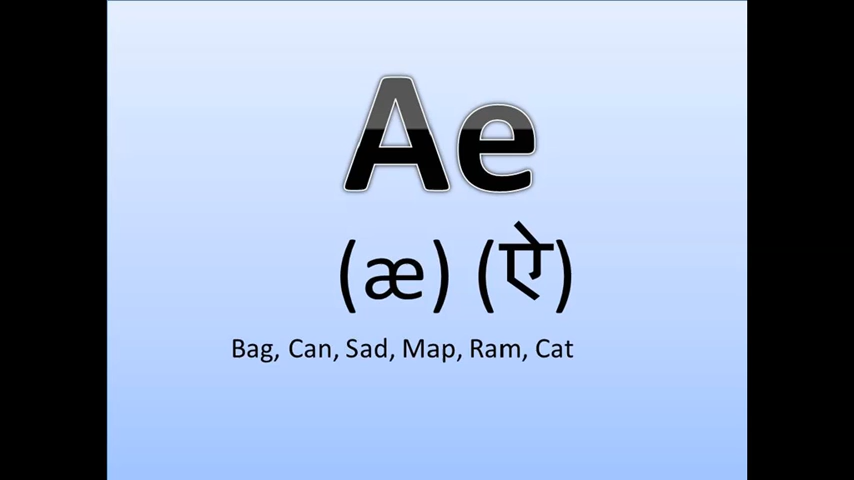 Ae
(æ) (ऐ)
Bag, Can, Sad, Map, Ram, Cat